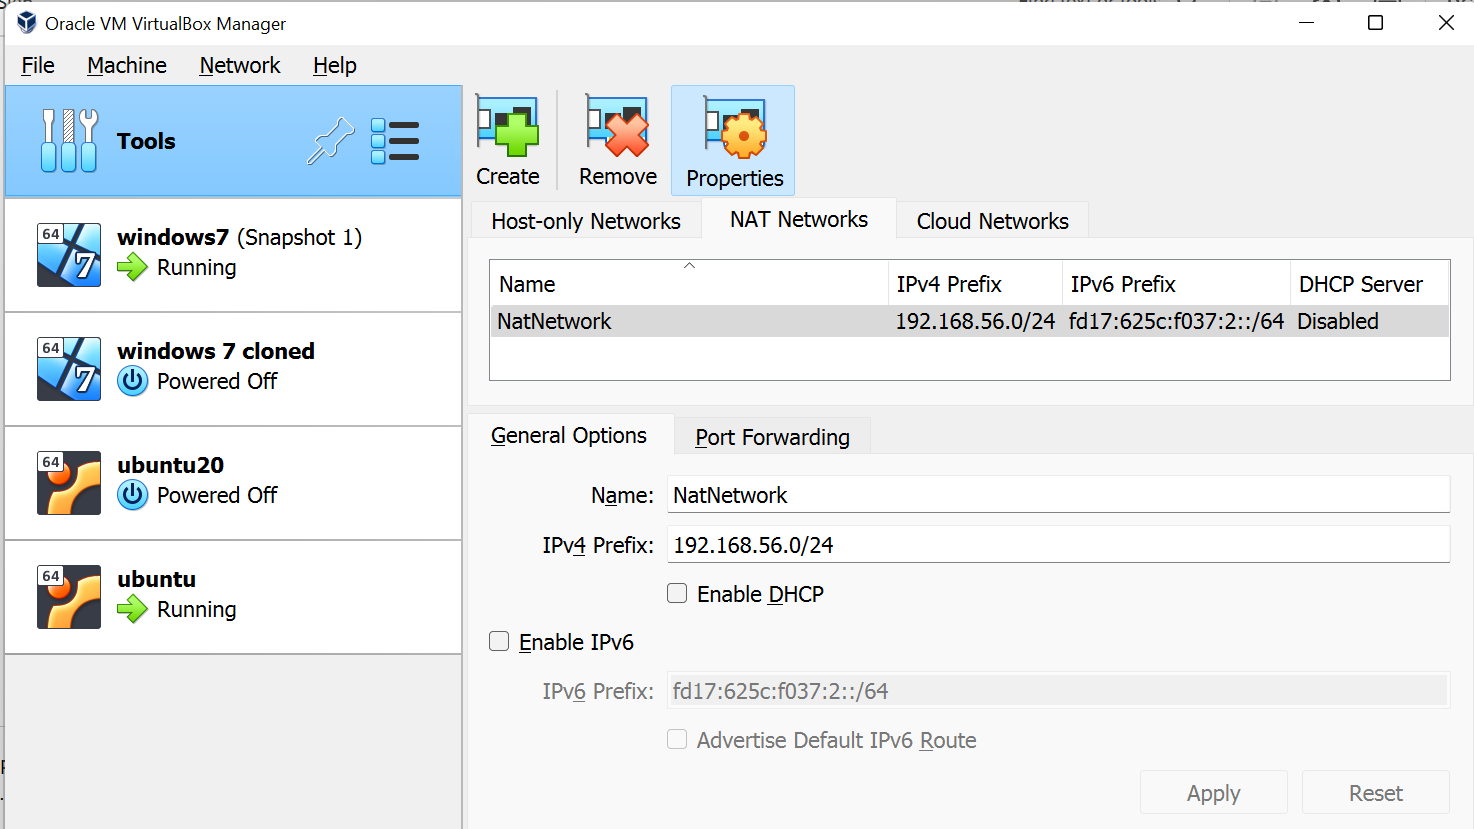 Oracle VM VirtualBox Manager
File Machine Network Help
Tools
Create Remove Properties
Host-only Networks NAT Networks Cloud Networks
64 windows7 (Snapshot 1)
7 Running
Name IPv4 Prefix IPv6 Prefix DHCP Server
NatNetwork 192.168.56.0/24 fd17:625c:f037:2::/64 Disabled
64 windows 7 cloned
7 Powered Off
General Options Port Forwarding
64 ubuntu20
Powered Off
Name: NatNetwork
IPv4 Prefix: 192.168.56.0/24
64 ubuntu
Running
Enable DHCP
Enable IPv6
IPv6 Prefix: fd17:625c:f037:2::/64
Advertise Default IPv6 Route
Apply Reset